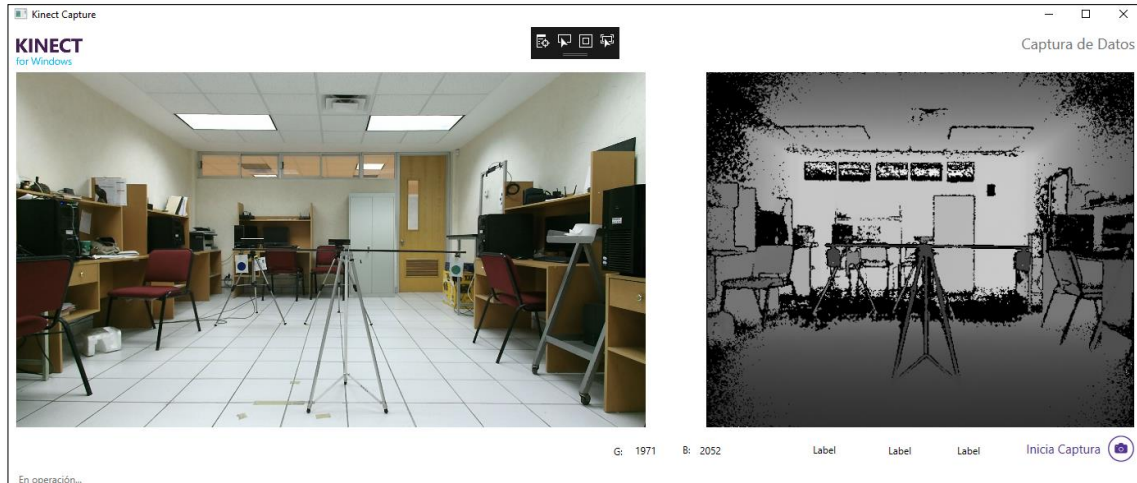 Kinect Capture
KINECT
for Windows
Captura de Datos
G: 1971 B: 2052 Label Label Label Inicia Captura
En operación...